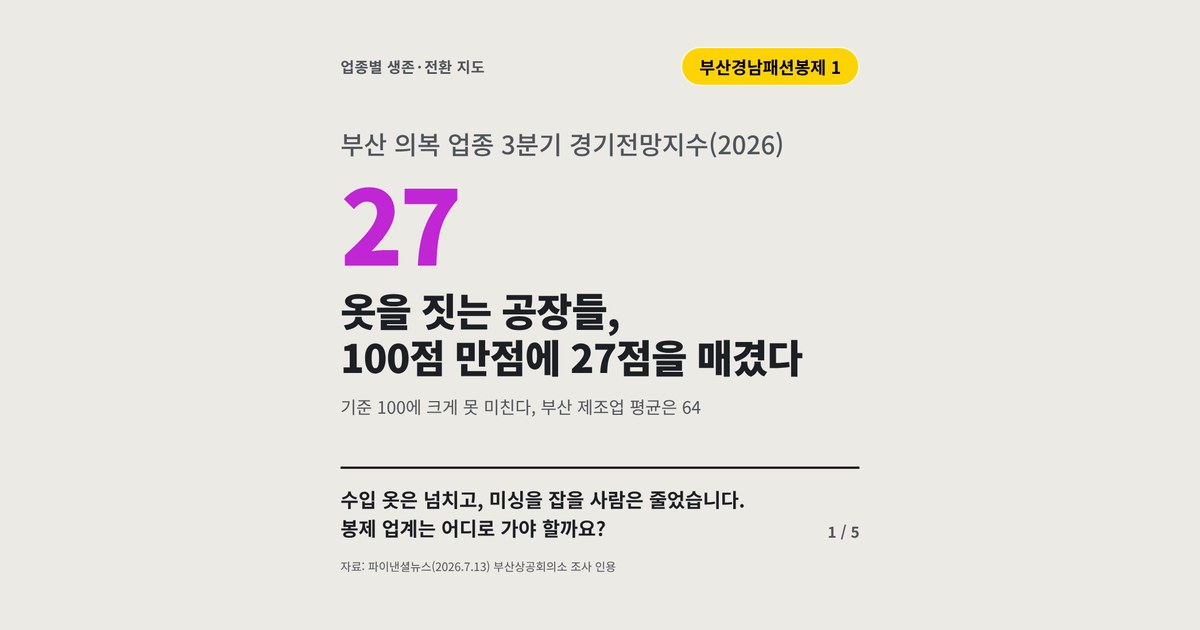 업종별 생존·전환 지도
부산경남패션봉제 1
부산 의복 업종 3분기 경기전망지수(2026)
27
옷을 짓는 공장들,
100점 만점에 27점을 매겼다
기준 100에 크게 못 미친다, 부산 제조업 평균은 64
수입 옷은 넘치고, 미싱을 잡을 사람은 줄었습니다.
봉제 업계는 어디로 가야 할까요?
1 / 5
자료: 파이낸셜뉴스(2026.7.13) 부산상공회의소 조사 인용